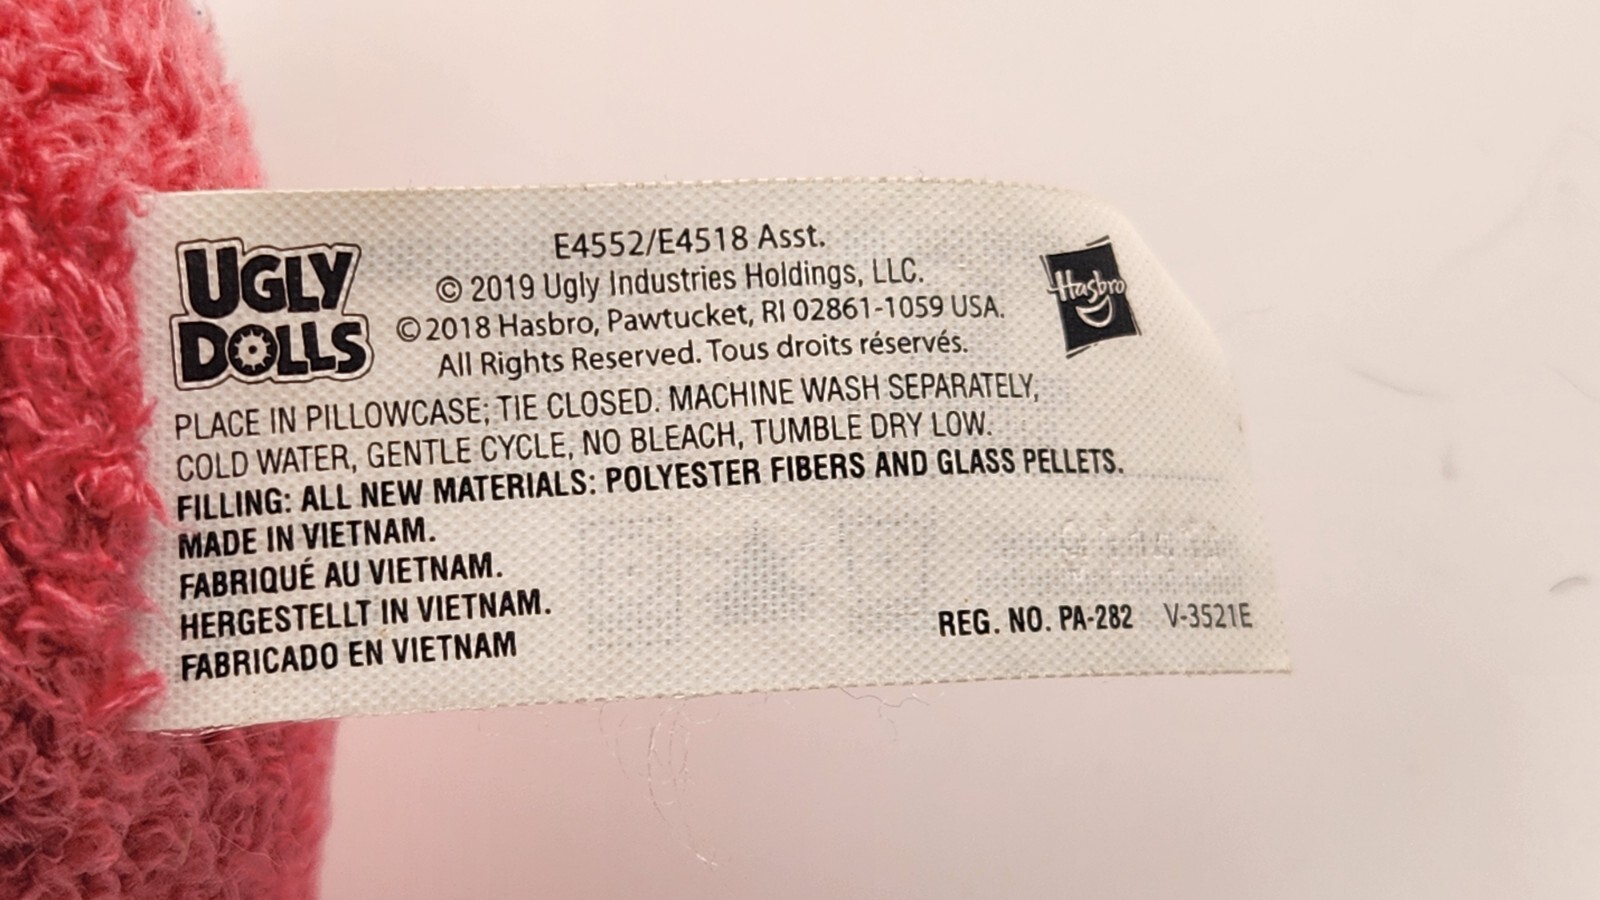 UGLY
DOLLS
E4552/E4518 Asst.
© 2019 Ugly Industries Holdings, LLC.
© 2018 Hasbro, Pawtucket, RI 02861-1059 USA.
All Rights Reserved. Tous droits réservés.
Hasbro
PLACE IN PILLOWCASE; TIE CLOSED. MACHINE WASH SEPARATELY,
COLD WATER, GENTLE CYCLE, NO BLEACH, TUMBLE DRY LOW.
FILLING: ALL NEW MATERIALS: POLYESTER FIBERS AND GLASS PELLETS.
MADE IN VIETNAM.
FABRIQUÉ AU VIETNAM.
HERGESTELLT IN VIETNAM.
FABRICADO EN VIETNAM
REG. NO. PA-282 V-3521E